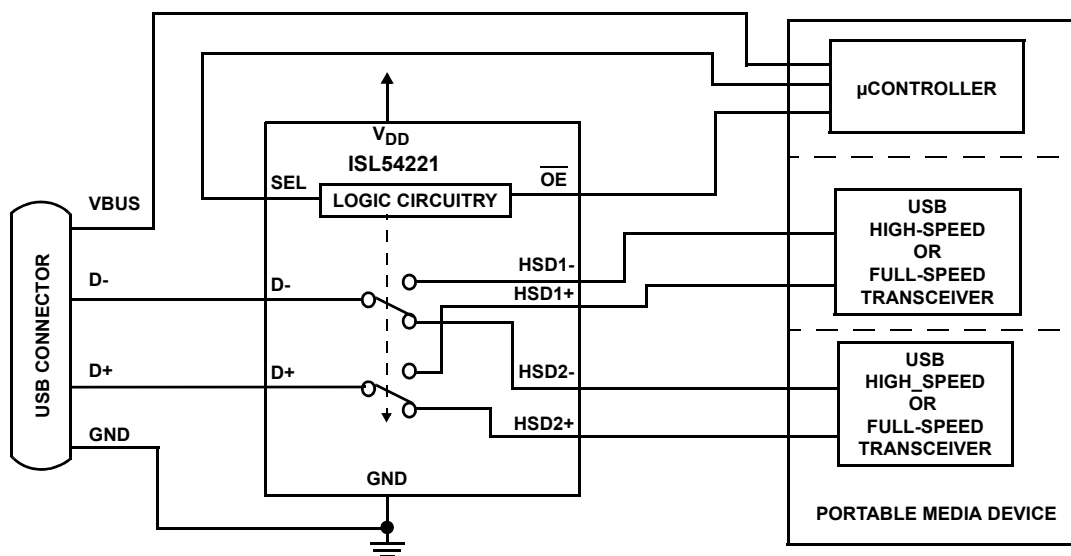 µCONTROLLER
VDD
ISL54221
SEL
LOGIC CIRCUITRY
OE
USB CONNECTOR
VBUS
D-
D+
GND
D-
D+
HSD1-
HSD1+
HSD2-
HSD2+
GND
USB
HIGH-SPEED
OR
FULL-SPEED
TRANSCEIVER
USB
HIGH_SPEED
OR
FULL-SPEED
TRANSCEIVER
PORTABLE MEDIA DEVICE